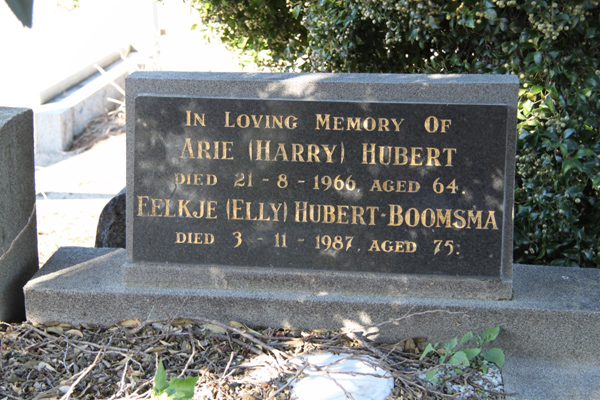 In Loving Memory Of
ARIE (HARRY) HUBERT
DIED 21-8-1966, AGED 64.
EELKJE (ELLY) HUBERT-BOOMSMA
DIED 3-11-1987, AGED 75.